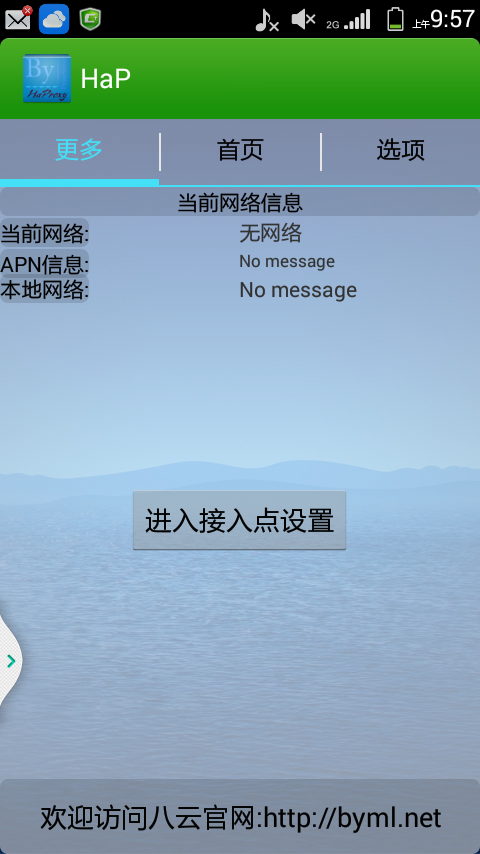 2G 上午9:57
By
HaProxy
HaP
更多 首页 选项
当前网络信息
当前网络: 无网络
APN信息: No message
本地网络: No message
进入接入点设置
欢迎访问八云官网:http://byml.net